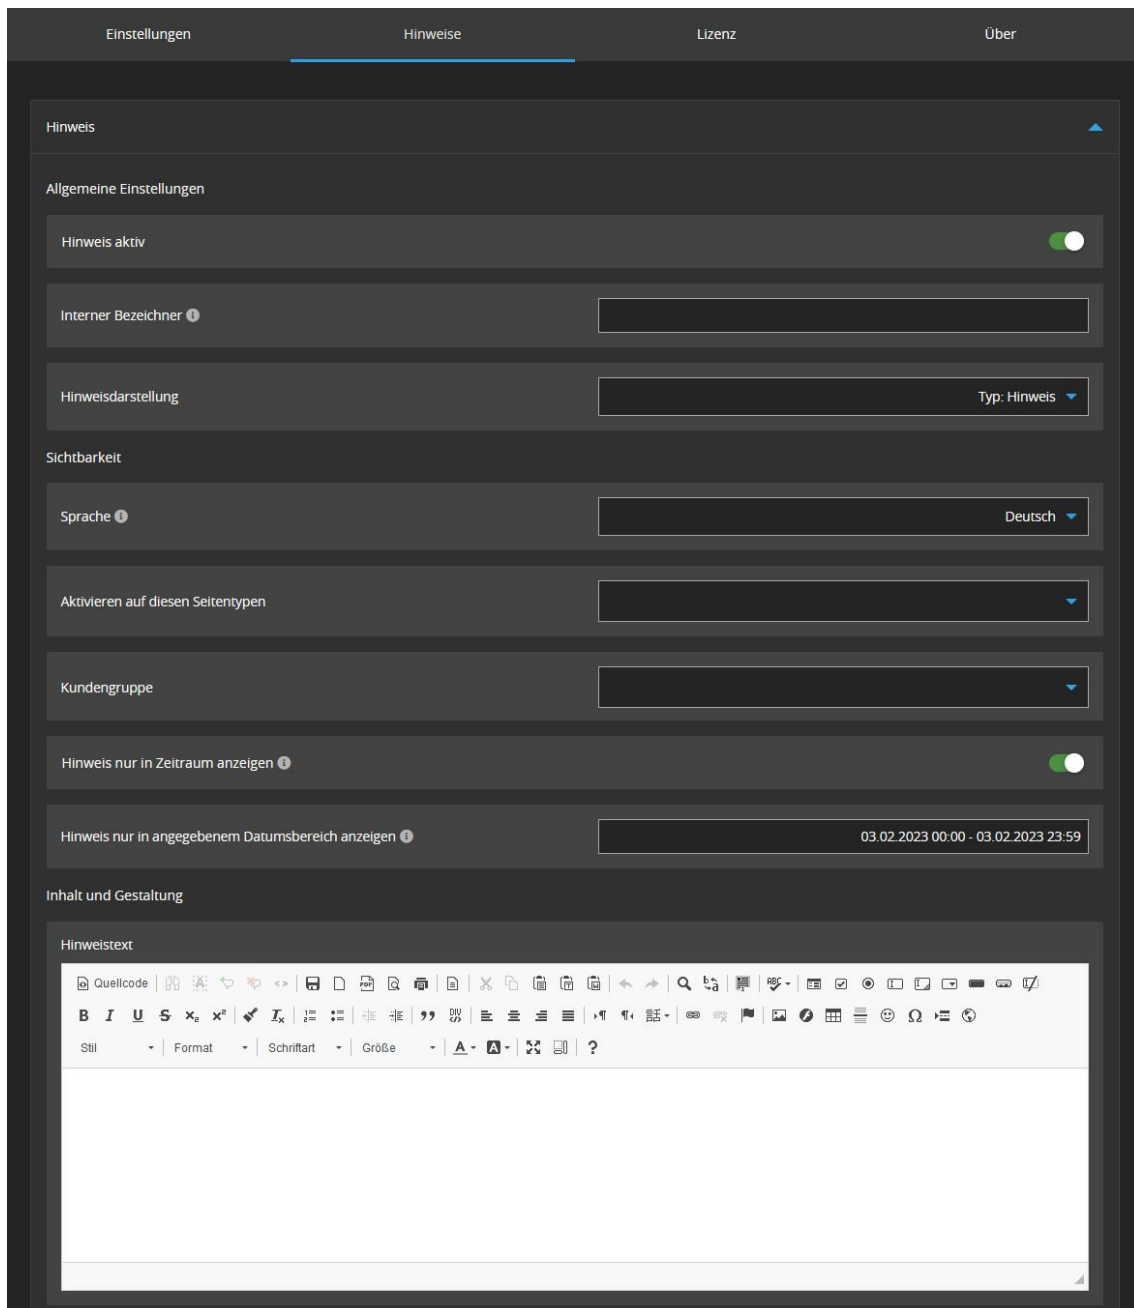 Einstellungen Hinweise Lizenz Über
Hinweis
Allgemeine Einstellungen
Hinweis aktiv
Interner Bezeichner
Hinweisdarstellung Typ: Hinweis
Sichtbarkeit
Sprache Deutsch
Aktivieren auf diesen Seitentypen
Kundengruppe
Hinweis nur in Zeitraum anzeigen
Hinweis nur in angegebenem Datumsbereich anzeigen 03.02.2023 00:00 - 03.02.2023 23:59
Inhalt und Gestaltung
Hinweistext
Quellcode
Stil Format Schriftart Größe